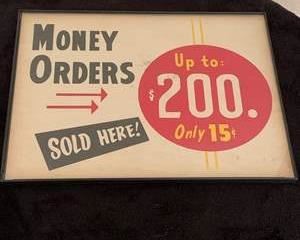 MONEY
ORDERS
SOLD HERE!
Up to:
$200.
Only 15¢